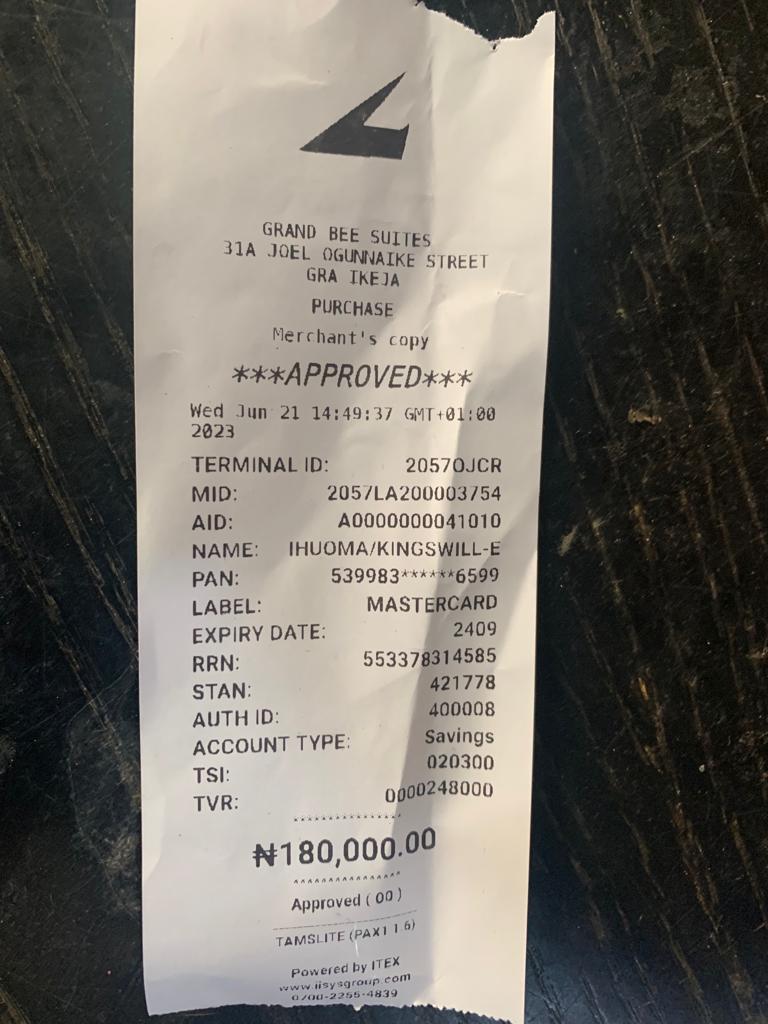 GRAND BEE SUITES
31A JOEL OGUNNAIKE STREET
GRA IKEJA
PURCHASE
Merchant's copy
***APPROVED***
Wed Jun 21 14:49:37 GMT+01:00
2023
TERMINAL ID: 2057OJCR
MID: 2057LA200003754
AID: A0000000041010
NAME: IHUOMA/KINGSWILL-E
PAN: 539983******6599
LABEL: MASTERCARD
EXPIRY DATE: 2409
RRN: 553378314585
STAN: 421778
AUTH ID: 400008
ACCOUNT TYPE: Savings
TSI: 020300
TVR: 0000248000
₦180,000.00
Approved ( 00 )
TAMSLITE (PAX1 1.6)
Powered by ITEX
www.iisysgroup.com
0700-2255-4839